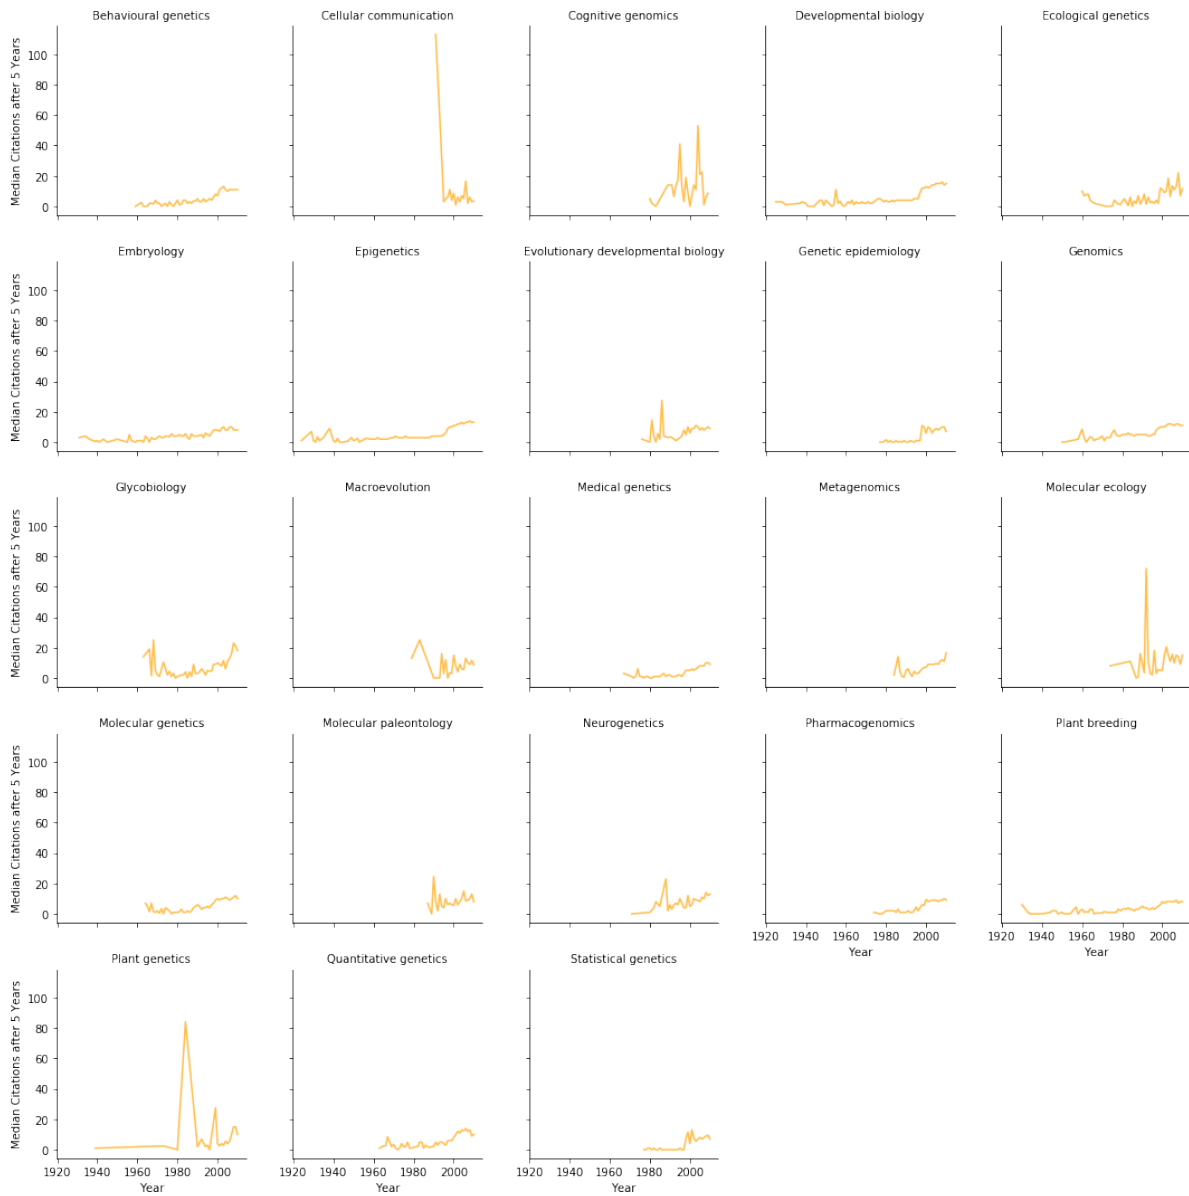 Behavioural genetics
Cellular communication
Cognitive genomics
Developmental biology
Ecological genetics
Median Citations after 5 Years
100
80
60
40
20
0
Embryology
Epigenetics
Evolutionary developmental biology
Genetic epidemiology
Genomics
Median Citations after 5 Years
100
80
60
40
20
0
Glycobiology
Macroevolution
Medical genetics
Metagenomics
Molecular ecology
Median Citations after 5 Years
100
80
60
40
20
0
Molecular genetics
Molecular paleontology
Neurogenetics
Pharmacogenomics
Plant breeding
Median Citations after 5 Years
100
80
60
40
20
0
1920 1940 1960 1980 2000
Year
1920 1940 1960 1980 2000
Year
Plant genetics
Quantitative genetics
Statistical genetics
Median Citations after 5 Years
100
80
60
40
20
0
1920 1940 1960 1980 2000
Year
1920 1940 1960 1980 2000
Year
1920 1940 1960 1980 2000
Year